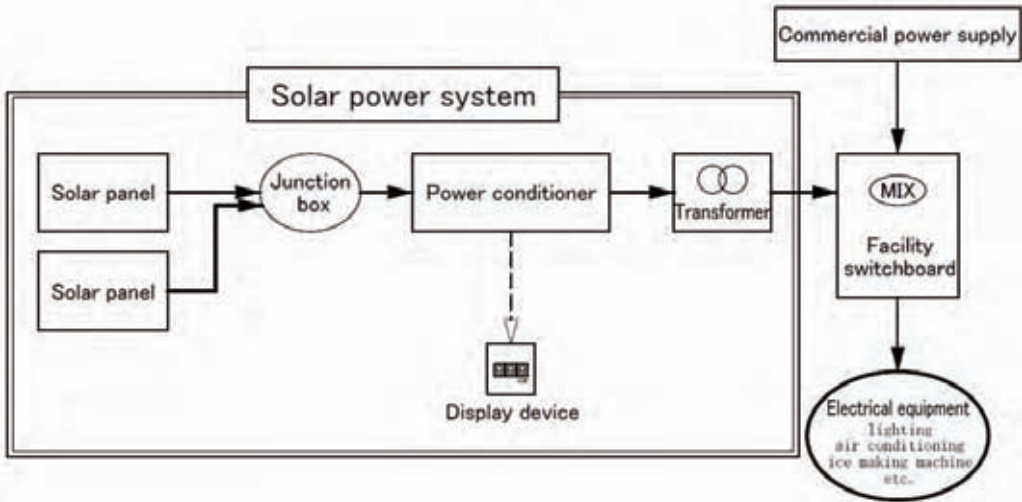 Commercial power supply
Solar power system
Solar panel
Junction
box
Power conditioner
Transformer
MIX
Facility
switchboard
Solar panel
Display device
Electrical equipment
lighting
air conditioning
ice making machine
etc.